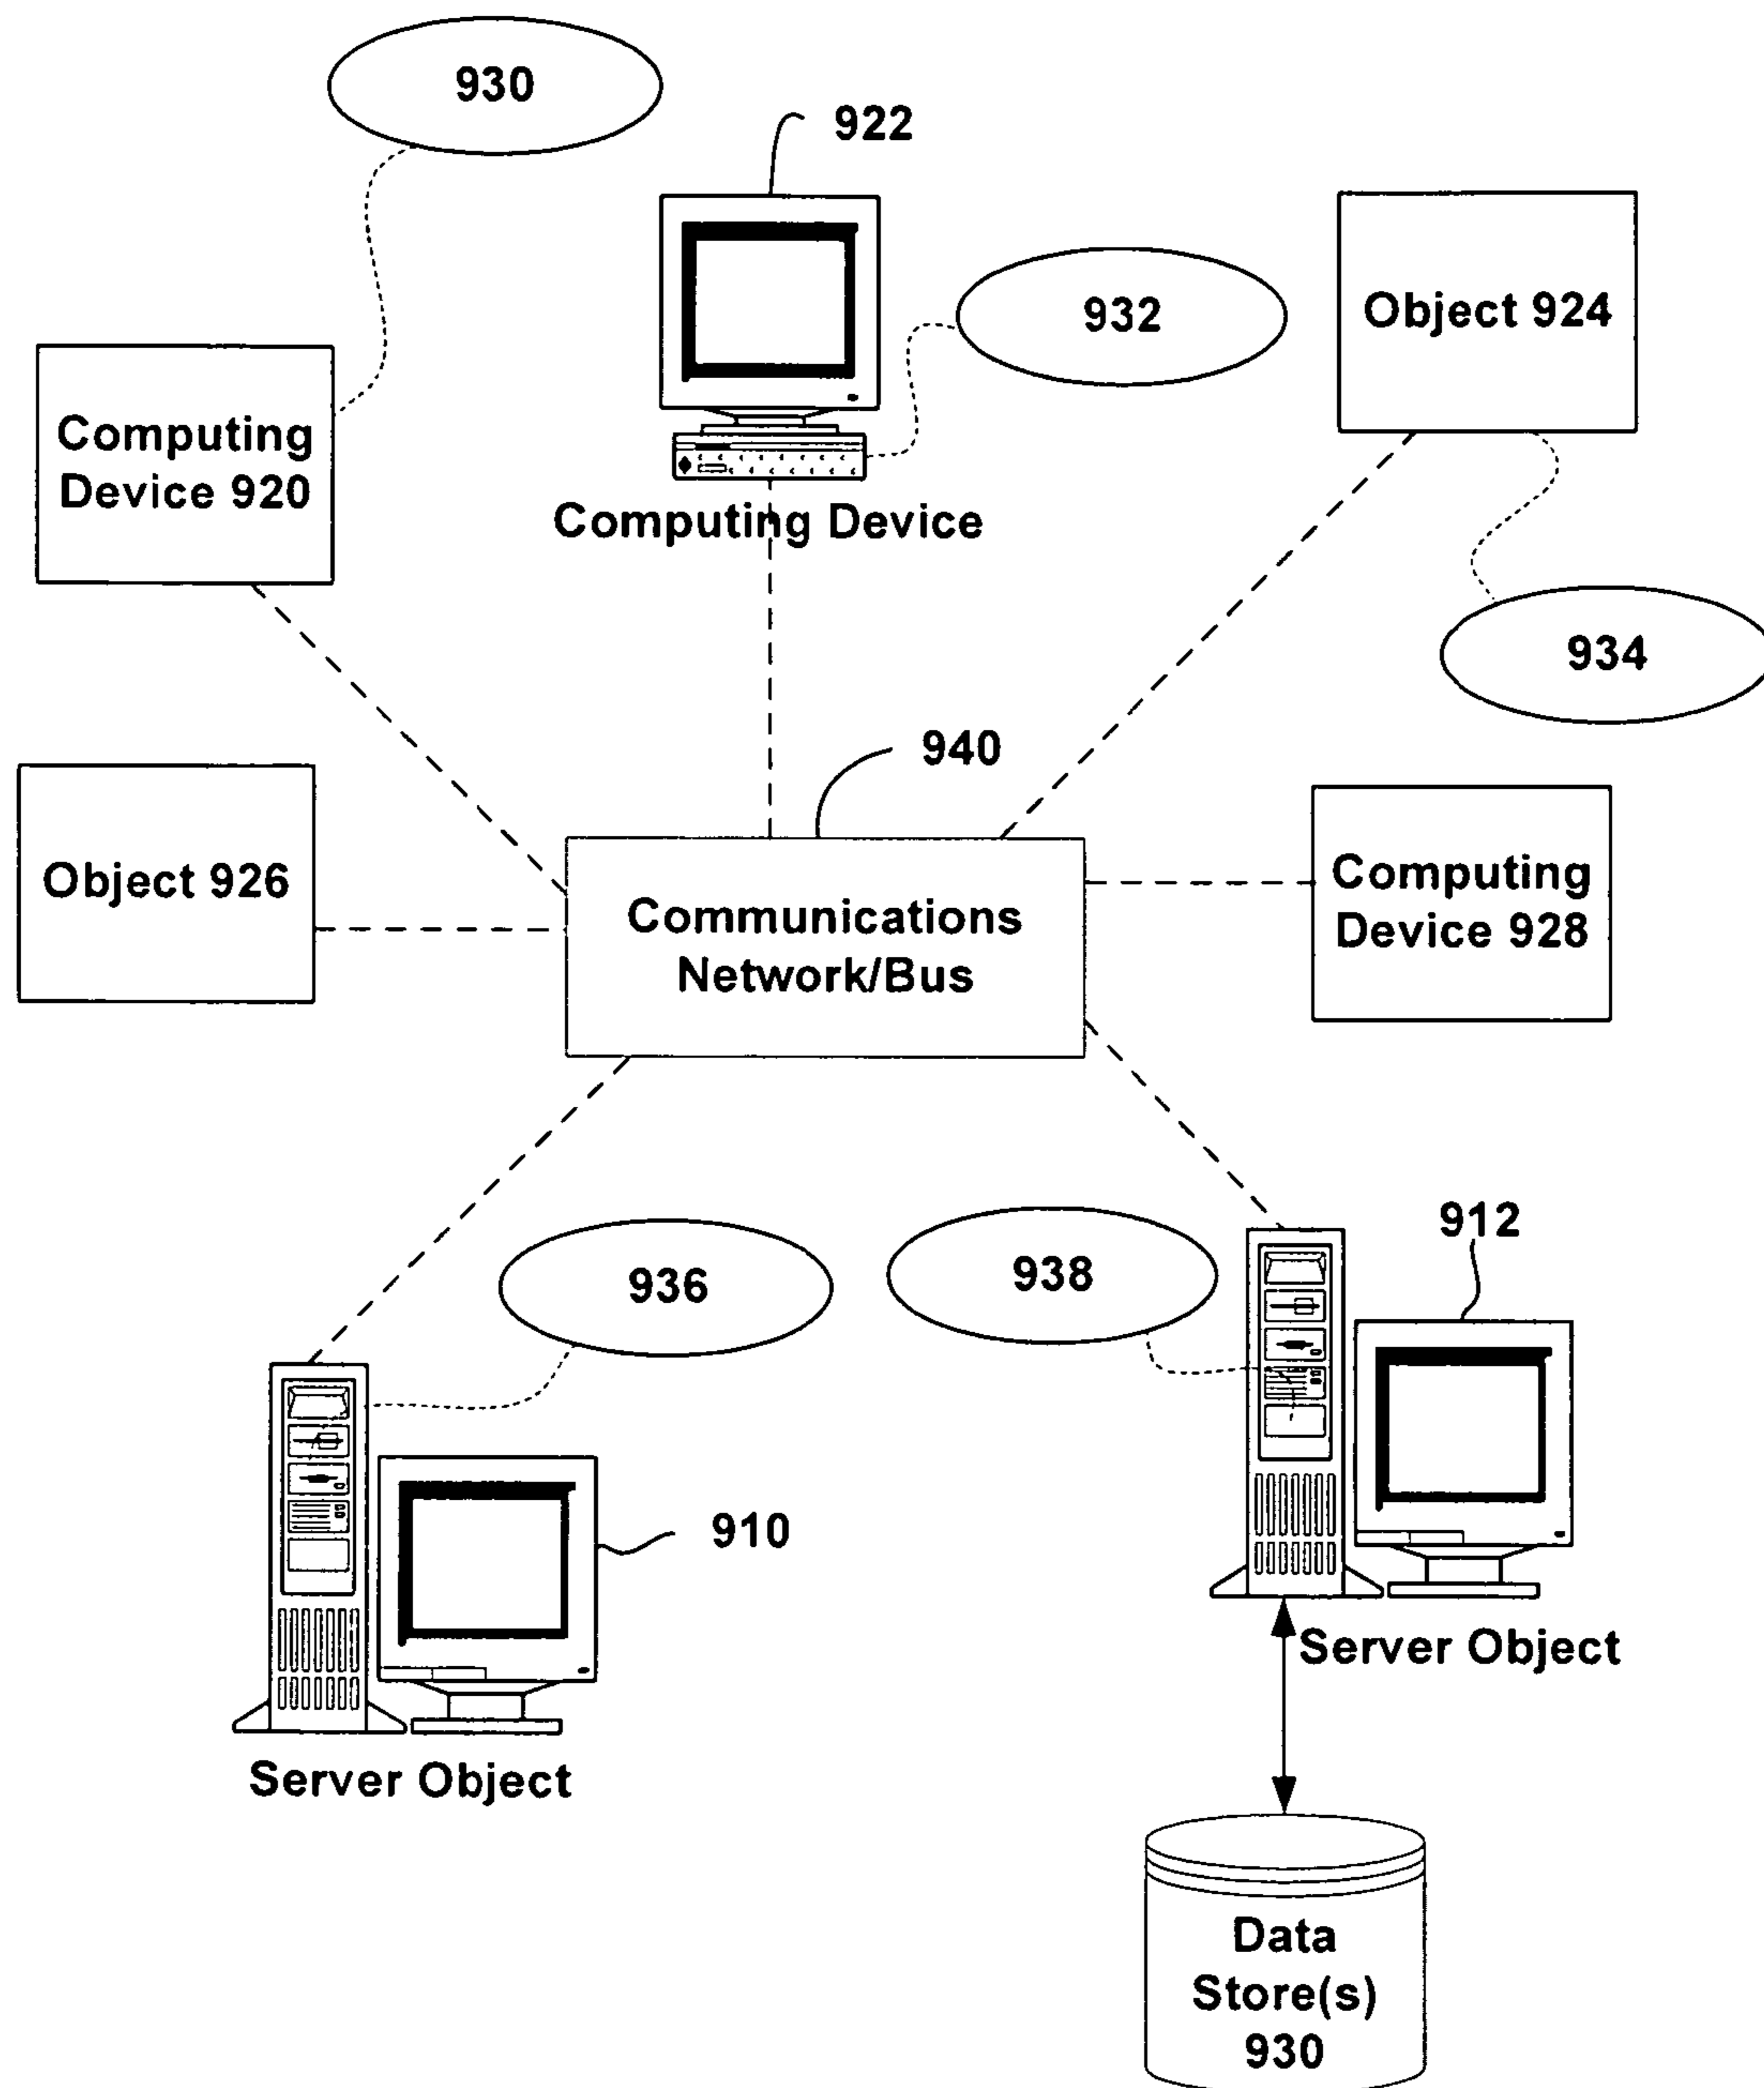 930
922
932
Object 924
Computing
Device 920
Computing Device
934
940
Object 926
Communications
Network/Bus
Computing
Device 928
936
938
912
910
Server Object
Server Object
Data
Store(s)
930